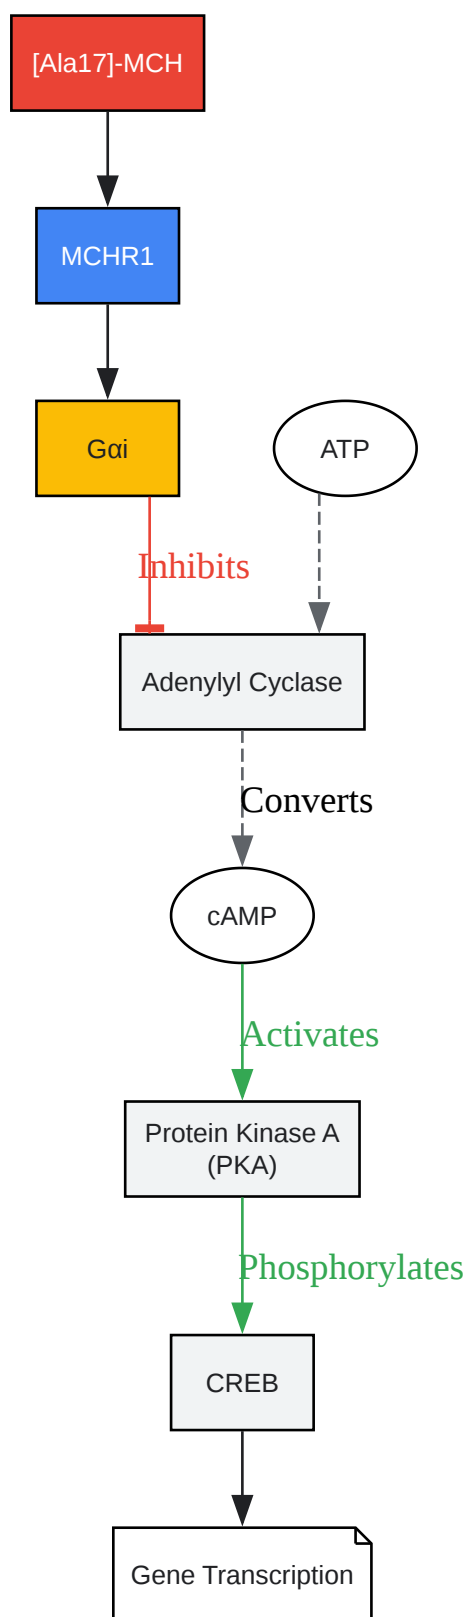 [Ala17]-MCH
MCHR1
Gαi
ATP
Inhibits
Adenylyl Cyclase
Converts
cAMP
Activates
Protein Kinase A
(PKA)
Phosphorylates
CREB
Gene Transcription